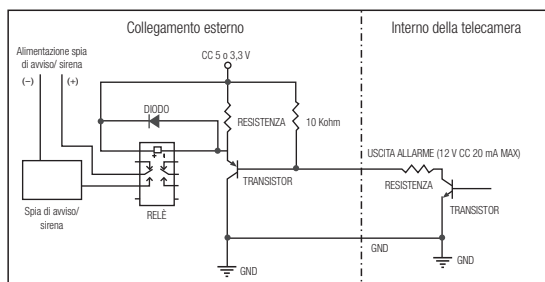 Collegamento esterno
Interno della telecamera
CC 5 o 3,3 V
Alimentazione spia
di avviso/ sirena
(–)
(+)
DIODO
RESISTENZA
10 Kohm
USCITA ALLARME (12 V CC 20 mA MAX)
RESISTENZA
TRANSISTOR
TRANSISTOR
Spia di avviso/
sirena
RELÈ
GND
GND
GND